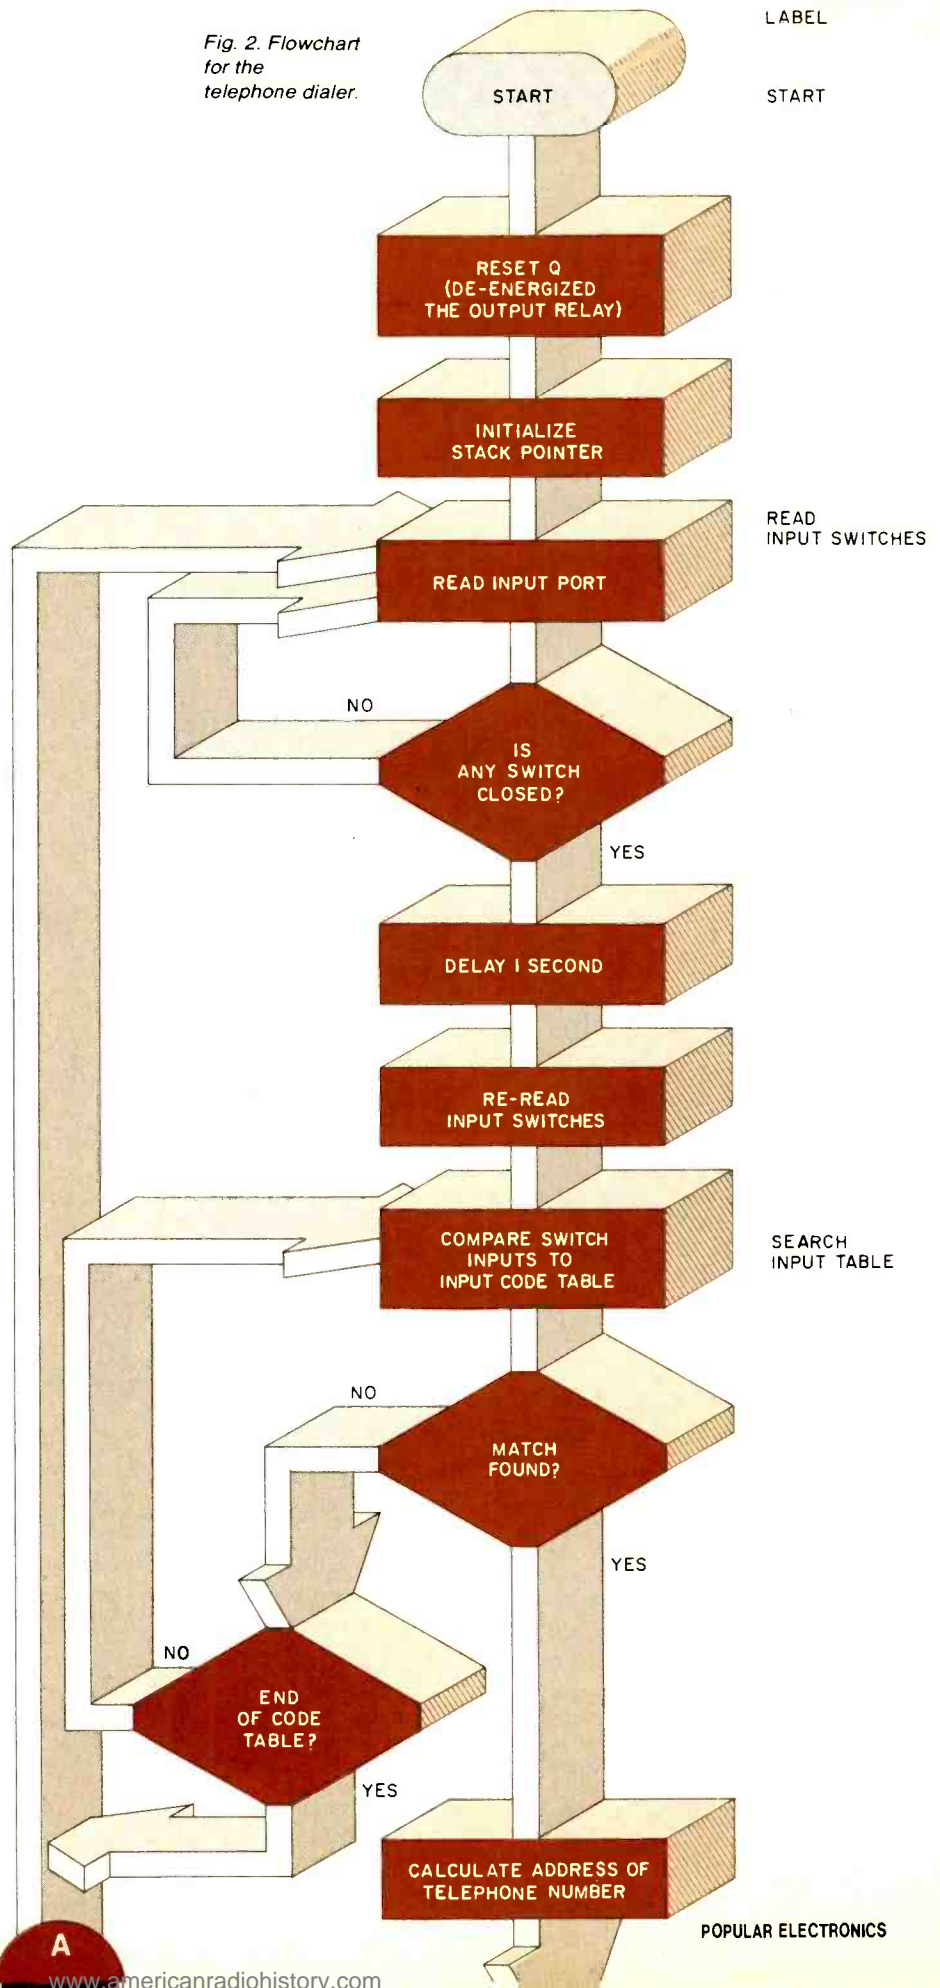 Fig. 2. Flowchart
for the
telephone dialer.
LABEL
START
START
RESET Q
(DE-ENERGIZED
THE OUTPUT RELAY)
INITIALIZE
STACK POINTER
READ
INPUT SWITCHES
READ INPUT PORT
NO
IS
ANY SWITCH
CLOSED?
YES
DELAY 1 SECOND
RE-READ
INPUT SWITCHES
COMPARE SWITCH
INPUTS TO
INPUT CODE TABLE
SEARCH
INPUT TABLE
NO
MATCH
FOUND?
YES
NO
END
OF CODE
TABLE?
YES
CALCULATE ADDRESS OF
TELEPHONE NUMBER
A
POPULAR ELECTRONICS
www.americanradiohistory.com